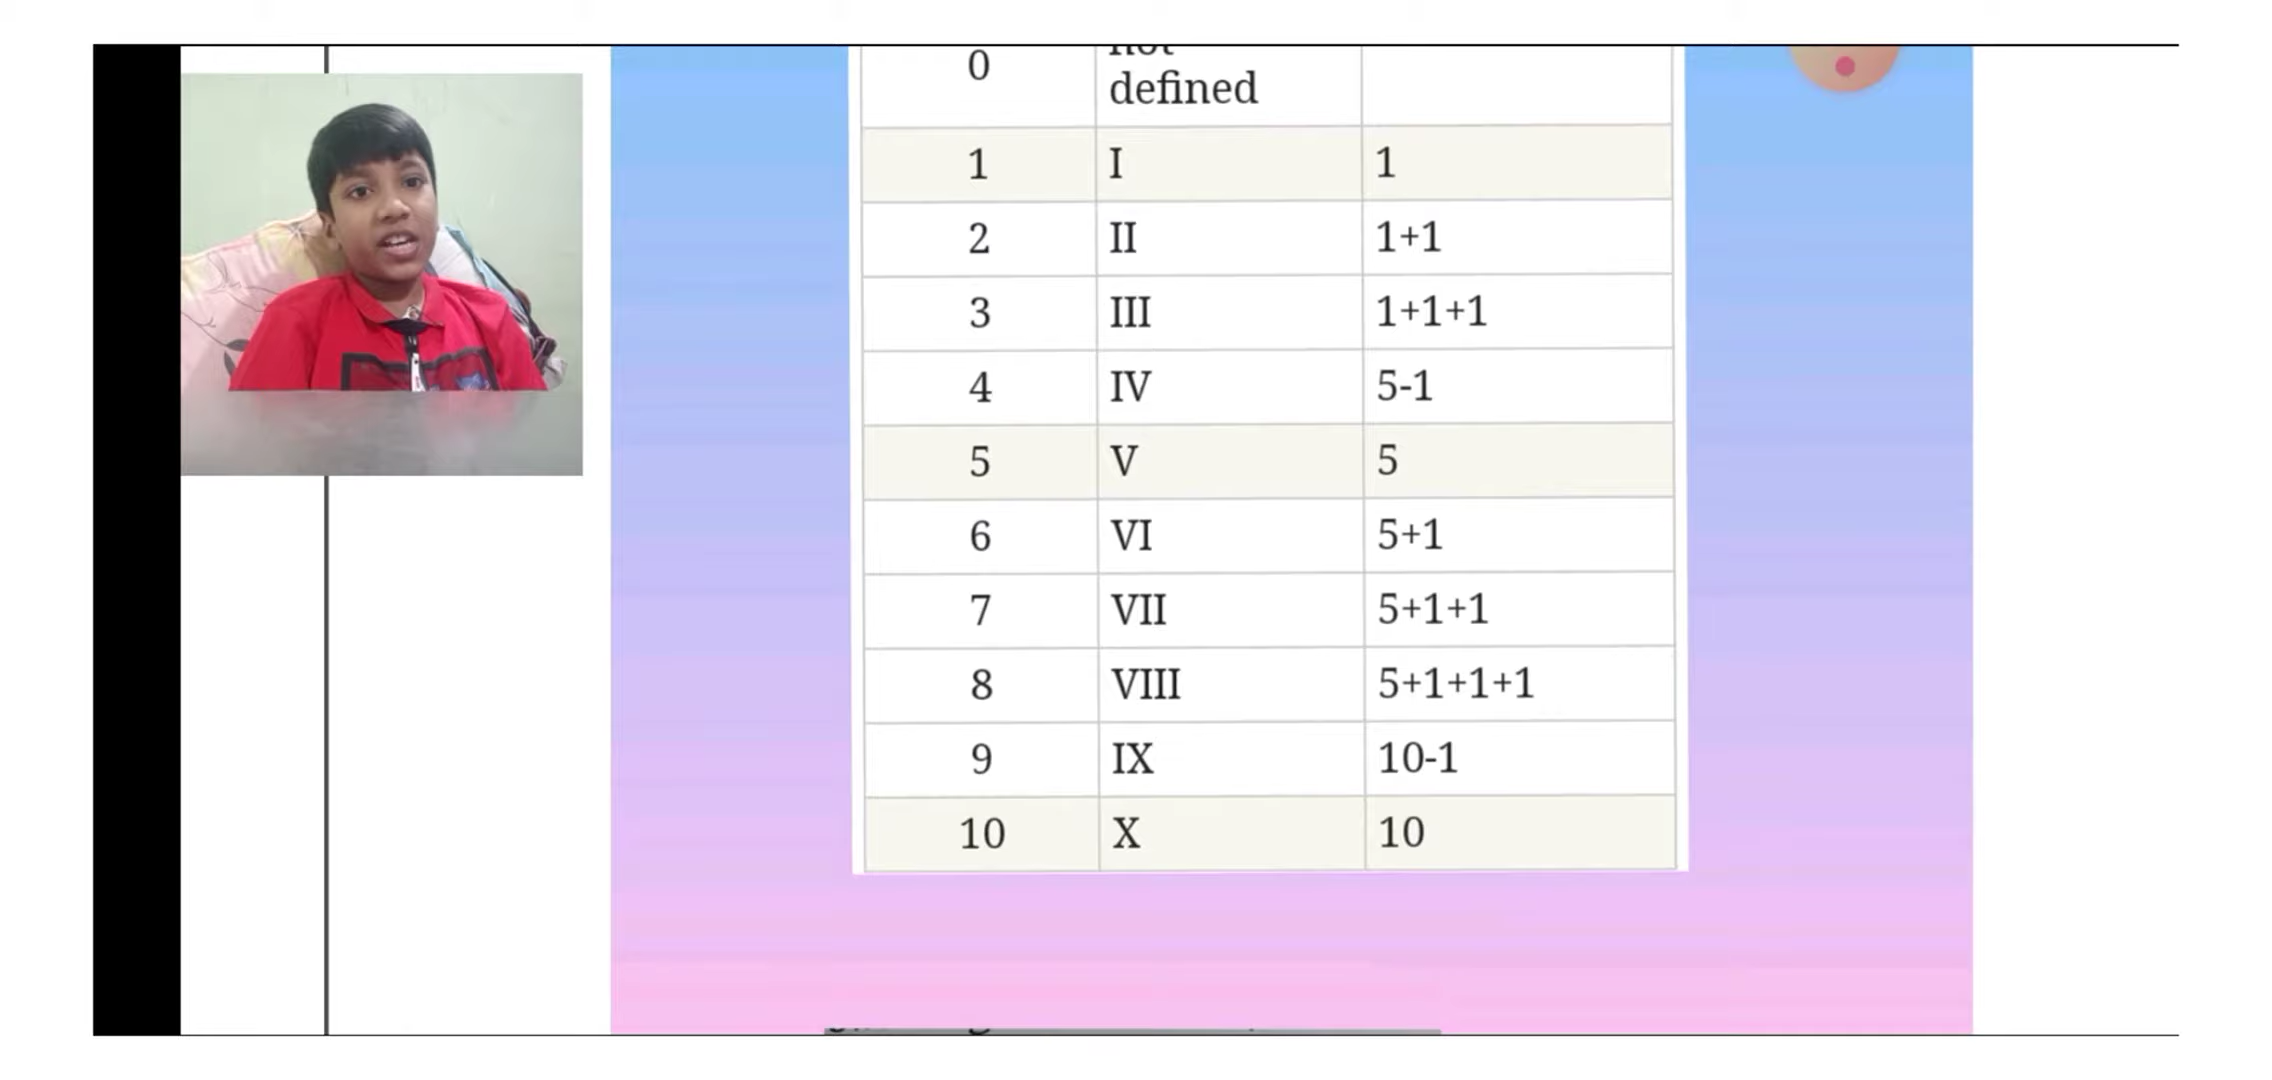 0 not defined
1 I 1
2 II 1+1
3 III 1+1+1
4 IV 5-1
5 V 5
6 VI 5+1
7 VII 5+1+1
8 VIII 5+1+1+1
9 IX 10-1
10 X 10